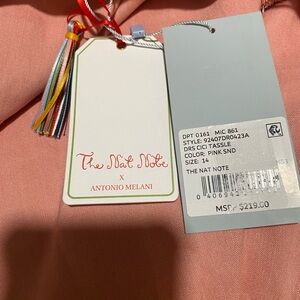 The Nat Note
X
ANTONIO MELANI
DPT 0161 MIC 861
STYLE: 92407DR0423A
DRS CICI TASSLE
COLOR: PINK SND
SIZE: 14
THE NAT NOTE
MSRP $219.00